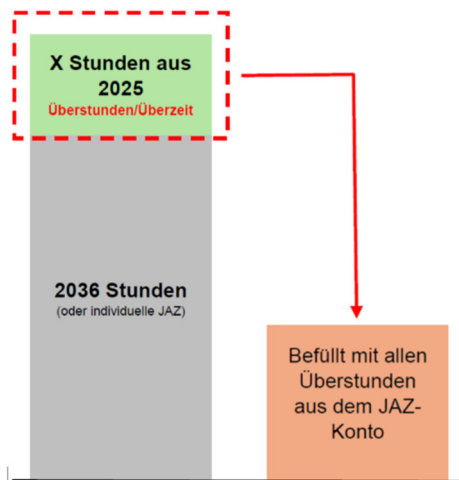 X Stunden aus
2025
Überstunden/Überzeit
2036 Stunden
(oder individuelle JAZ)
Befüllt mit allen
Überstunden
aus dem JAZ-
Konto